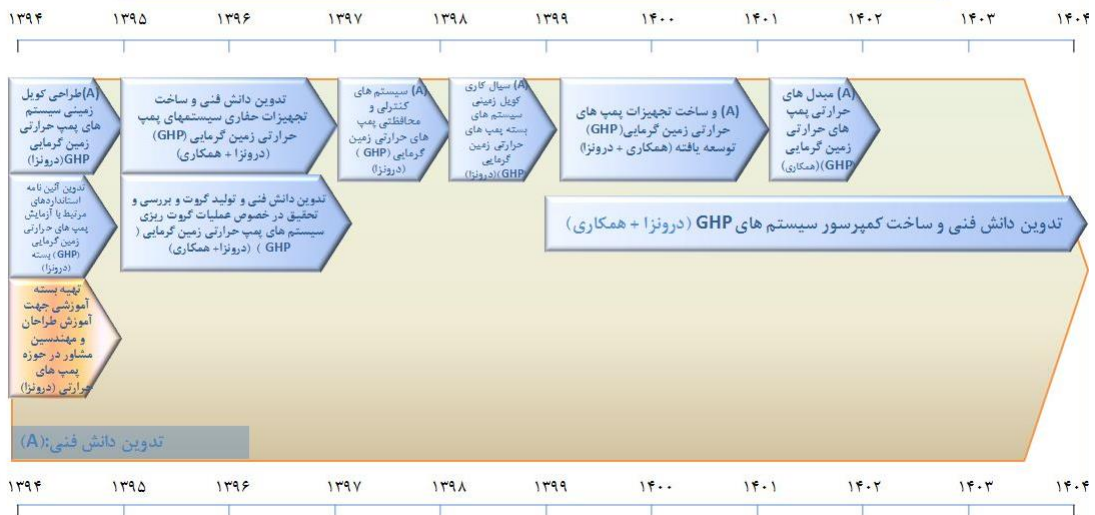 ۱۳۹۴ ۱۳۹۵ ۱۳۹۶ ۱۳۹۷ ۱۳۹۸ ۱۳۹۹ ۱۴۰۰ ۱۴۰۱ ۱۴۰۲ ۱۴۰۳ ۱۴۰۴
(A)طراحی کویل
زمینی سیستم
های پمپ حرارتی
زمین گرمایی
GHP(درونزا)
تدوین دانش فنی و ساخت
تجهیزات حفاری سیستمهای پمپ
حرارتی زمین گرمایی (GHP)
(درونزا + همکاری)
(A) سیستم های
کنترلی و
محافظتی پمپ
های حرارتی زمین
گرمایی (GHP)
(درونزا)
(A) سیال کاری
کویل زمینی
سیستم های
بسته پمپ های
حرارتی زمین
گرمایی
GHP)(درونزا)
(A) و ساخت تجهیزات پمپ های
حرارتی زمین گرمایی(GHP)
توسعه یافته (همکاری + درونزا)
(A) مبدل های
حرارتی پمپ
های حرارتی
زمین گرمایی
GHP)(همکاری)
تدوین آئین نامه
استانداردهای
مرتبط با آزمایش
پمپ های حرارتی
زمین گرمایی
(GHP) بسته
(درونزا)
تدوین دانش فنی و تولید گروت و بررسی و
تحقیق در خصوص عملیات گروت ریزی
سیستم های پمپ حرارتی زمین گرمایی (
GHP ) (درونزا+ همکاری)
تدوین دانش فنی و ساخت کمپرسور سیستم های GHP (درونزا + همکاری)
تهیه بسته
آموزشی جهت
آموزش طراحان
و مهندسین
مشاور در حوزه
پمپ های
حرارتی (درونزا)
تدوین دانش فنی:(A)
۱۳۹۴ ۱۳۹۵ ۱۳۹۶ ۱۳۹۷ ۱۳۹۸ ۱۳۹۹ ۱۴۰۰ ۱۴۰۱ ۱۴۰۲ ۱۴۰۳ ۱۴۰۴